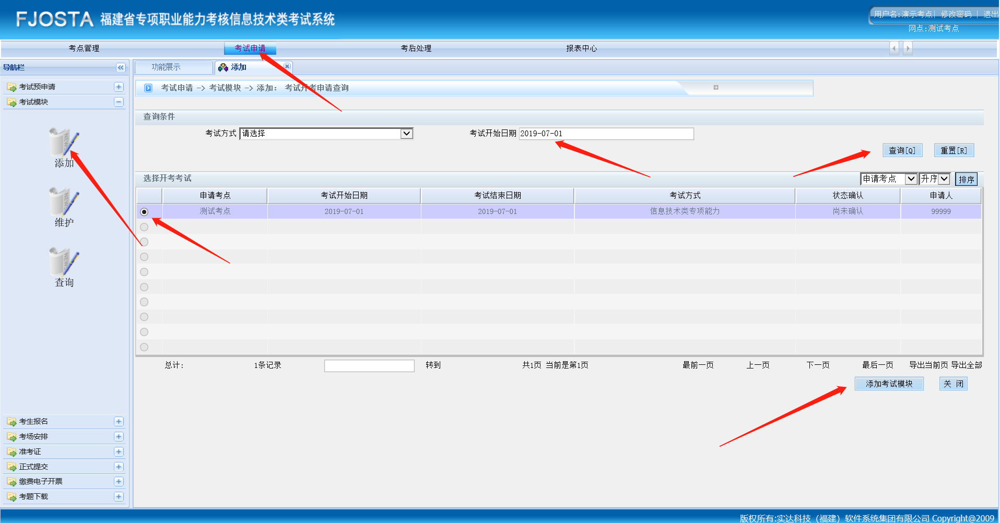 FJOSTA 福建省专项职业能力考核信息技术类考试系统
用户名:演示考点| 修改密码 | 退出
网点:测试考点
考点管理 考试申请 考后处理 报表中心
导航栏
功能展示 添加
考试预申请
考试模块
考试申请 -> 考试模块 -> 添加: 考试开考申请查询
查询条件
考试方式 请选择 考试开始日期 2019-07-01
查询[Q] 重置[R]
添加
维护
查询
选择开考考试 申请考点 升序 排序
申请考点 考试开始日期 考试结束日期 考试方式 状态确认 申请人
测试考点 2019-07-01 2019-07-01 信息技术类专项能力 尚未确认 99999
总计: 1条记录 转到 共1页 当前是第1页 最前一页 上一页 下一页 最后一页 导出当前页 导出全部
添加考试模块 关 闭
考生报名
考场安排
准考证
正式提交
缴费电子开票
考题下载
版权所有:实达科技（福建）软件系统集团有限公司 Copyright@2009